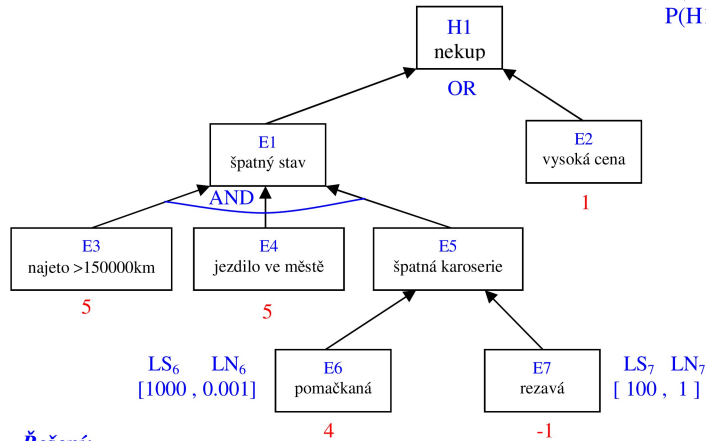 P(H1
H1
nekup
OR
E1
špatný stav
E2
vysoká cena
AND
1
E3
najeto >150000km
E4
jezdilo ve městě
E5
špatná karoserie
5
5
LS6 LN6
[1000 , 0.001]
E6
pomačkaná
E7
rezavá
LS7 LN7
[ 100 , 1 ]
4
-1
Řešení: